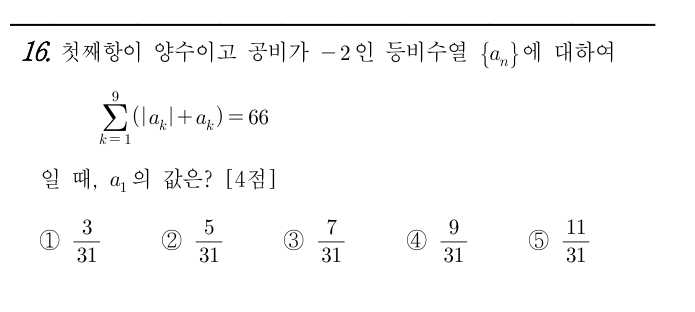 16. 첫째항이 양수이고 공비가 −2인 등비수열 {aₙ}에 대하여
∑_{k=1}^{9} (|aₖ|+aₖ) = 66
일 때, a₁의 값은? [4점]
① 3/31 ② 5/31 ③ 7/31 ④ 9/31 ⑤ 11/31